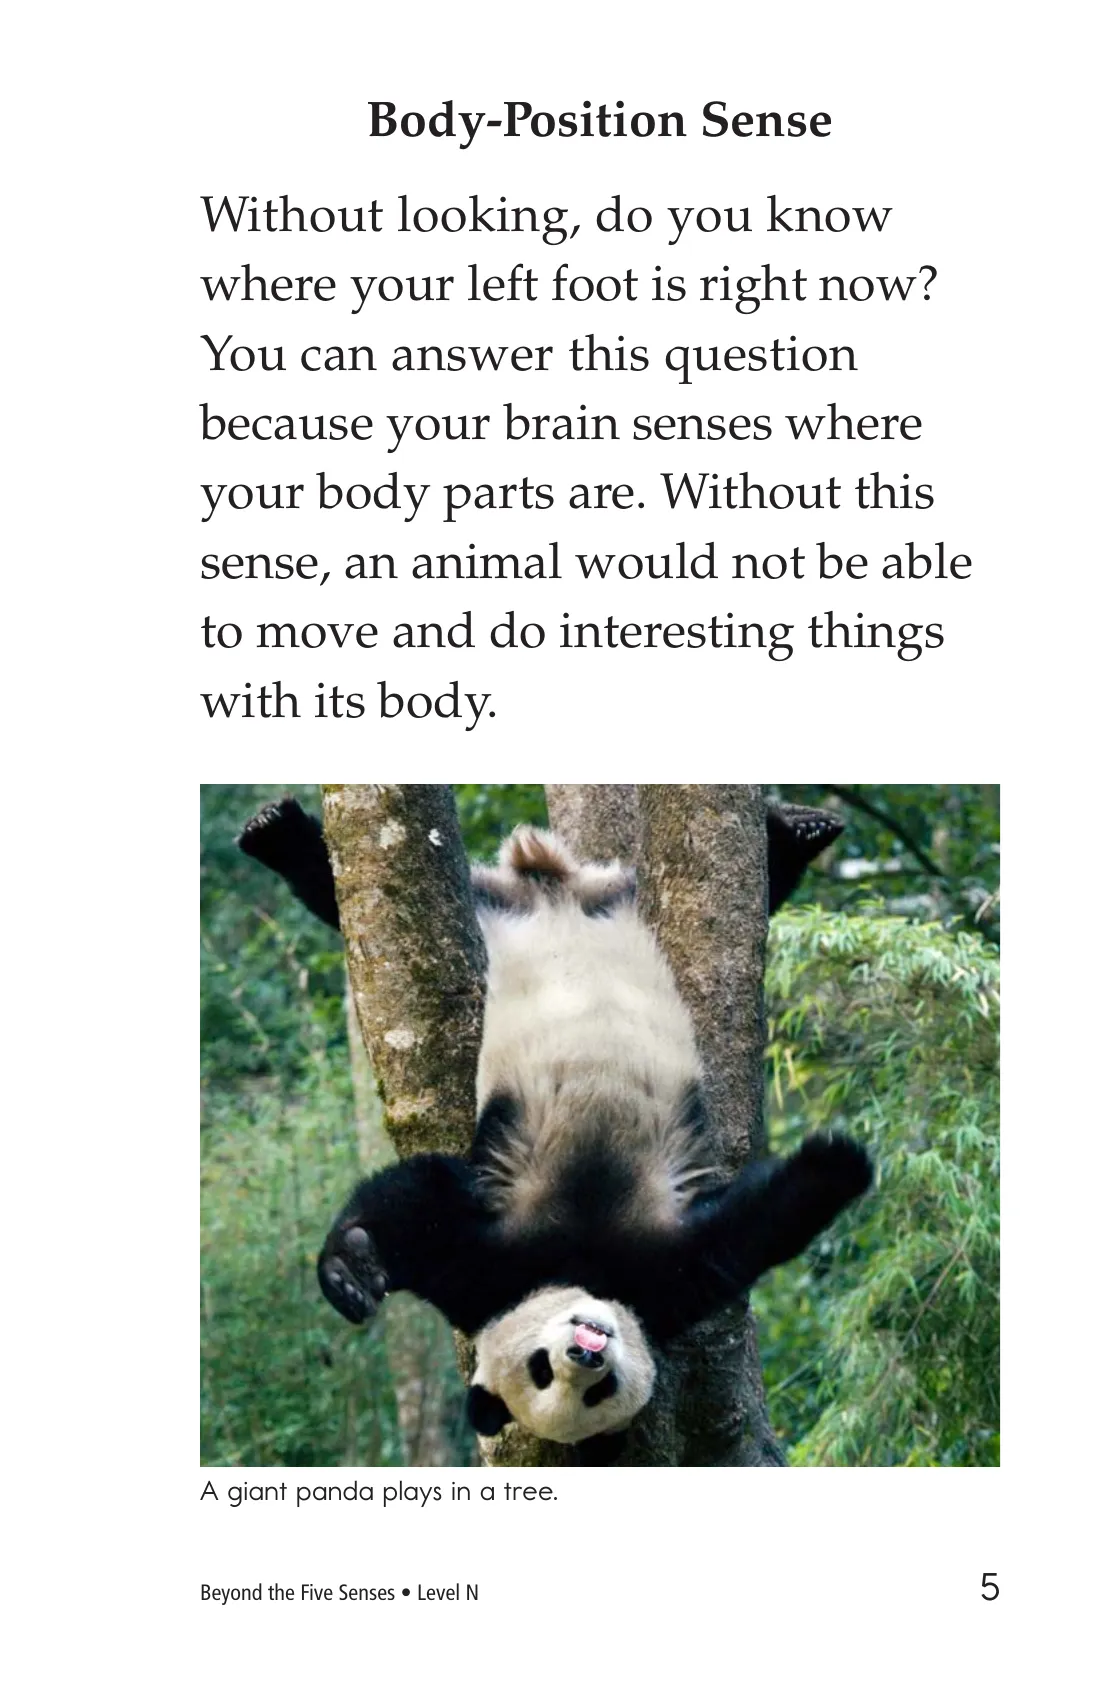 Body-Position Sense
Without looking, do you know
where your left foot is right now?
You can answer this question
because your brain senses where
your body parts are. Without this
sense, an animal would not be able
to move and do interesting things
with its body.
A giant panda plays in a tree.
Beyond the Five Senses • Level N
5